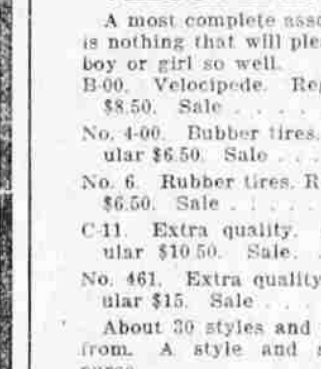 A most complete asso
is nothing that will ple
boy or girl so well.
B-00. Velocipede. Reg
$8.50. Sale . . . .
No. 4-00. Bubber tires.
ular $6.50. Sale . . .
No. 6. Rubber tires. R
$6.50. Sale . . . . .
C-11. Extra quality.
ular $10.50. Sale. .
No. 461. Extra quality
ular $15. Sale . . .
About 30 styles and
from. A style and s